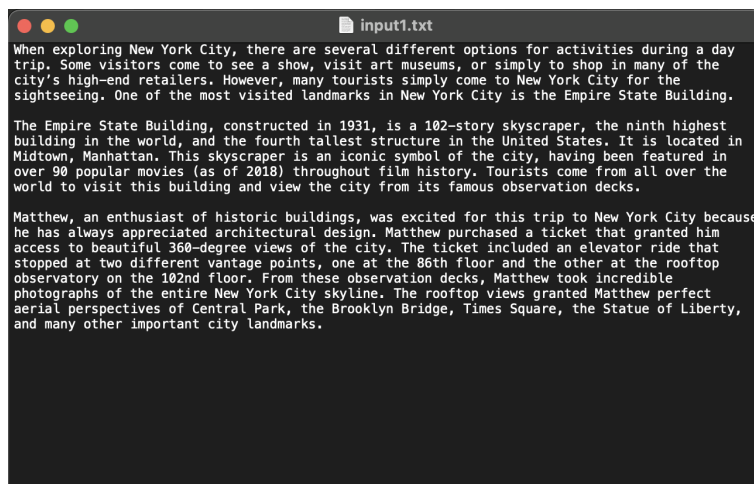 input1.txt
When exploring New York City, there are several different options for activities during a day
trip. Some visitors come to see a show, visit art museums, or simply to shop in many of the
city’s high-end retailers. However, many tourists simply come to New York City for the
sightseeing. One of the most visited landmarks in New York City is the Empire State Building.
The Empire State Building, constructed in 1931, is a 102-story skyscraper, the ninth highest
building in the world, and the fourth tallest structure in the United States. It is located in
Midtown, Manhattan. This skyscraper is an iconic symbol of the city, having been featured in
over 90 popular movies (as of 2018) throughout film history. Tourists come from all over the
world to visit this building and view the city from its famous observation decks.
Matthew, an enthusiast of historic buildings, was excited for this trip to New York City because
he has always appreciated architectural design. Matthew purchased a ticket that granted him
access to beautiful 360-degree views of the city. The ticket included an elevator ride that
stopped at two different vantage points, one at the 86th floor and the other at the rooftop
observatory on the 102nd floor. From these observation decks, Matthew took incredible
photographs of the entire New York City skyline. The rooftop views granted Matthew perfect
aerial perspectives of Central Park, the Brooklyn Bridge, Times Square, the Statue of Liberty,
and many other important city landmarks.